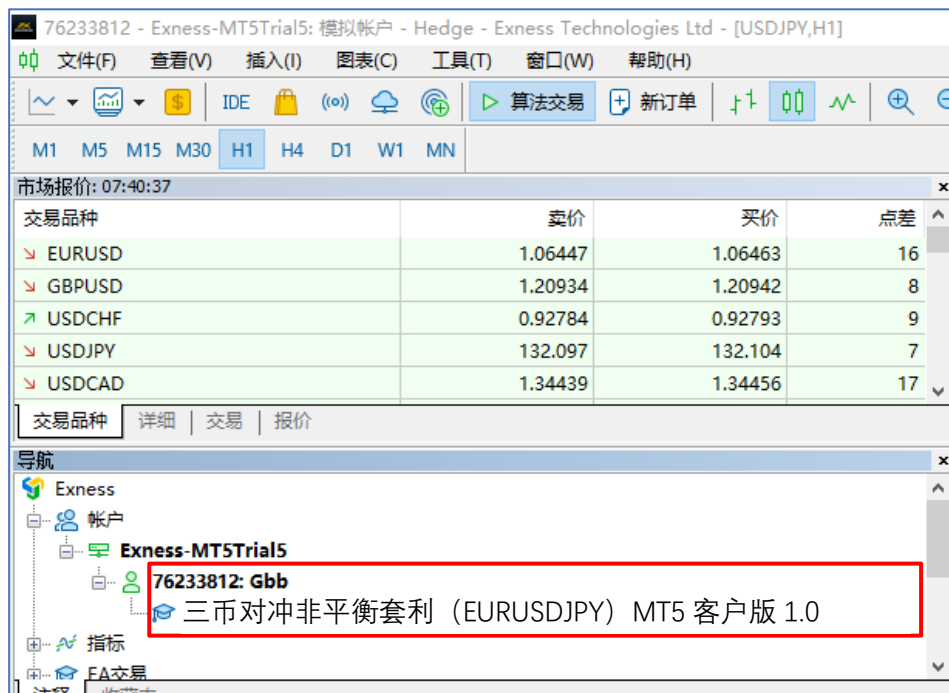 76233812 - Exness-MT5Trial5: 模拟帐户 - Hedge - Exness Technologies Ltd - [USDJPY,H1]
文件(F) 查看(V) 插入(I) 图表(C) 工具(T) 窗口(W) 帮助(H)
$ IDE 算法交易 新订单
M1 M5 M15 M30 H1 H4 D1 W1 MN
市场报价: 07:40:37
交易品种 卖价 买价 点差
EURUSD 1.06447 1.06463 16
GBPUSD 1.20934 1.20942 8
USDCHF 0.92784 0.92793 9
USDJPY 132.097 132.104 7
USDCAD 1.34439 1.34456 17
交易品种 | 详细 | 交易 | 报价
导航
Exness
帐户
Exness-MT5Trial5
76233812: Gbb
三币对冲非平衡套利（EURUSDJPY）MT5 客户版 1.0
指标
EA交易